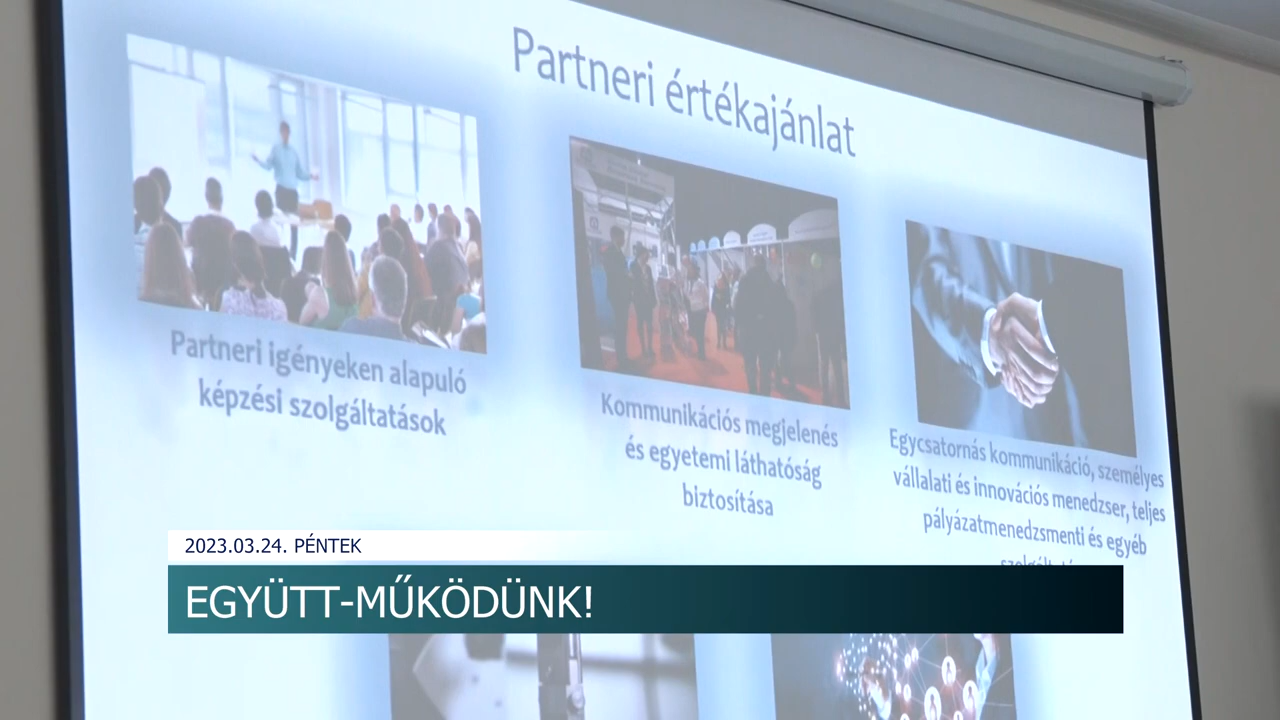 Partneri értékajánlat
Partneri igényeken alapuló
képzési szolgáltatások
Kommunikációs megjelenés
és egyetemi láthatóság
biztosítása
Egycsatornás kommunikáció, személyes
vállalati és innovációs menedzser, teljes
pályázatmenedzsmenti és egyéb
2023.03.24. PÉNTEK
EGYÜTT-MŰKÖDÜNK!